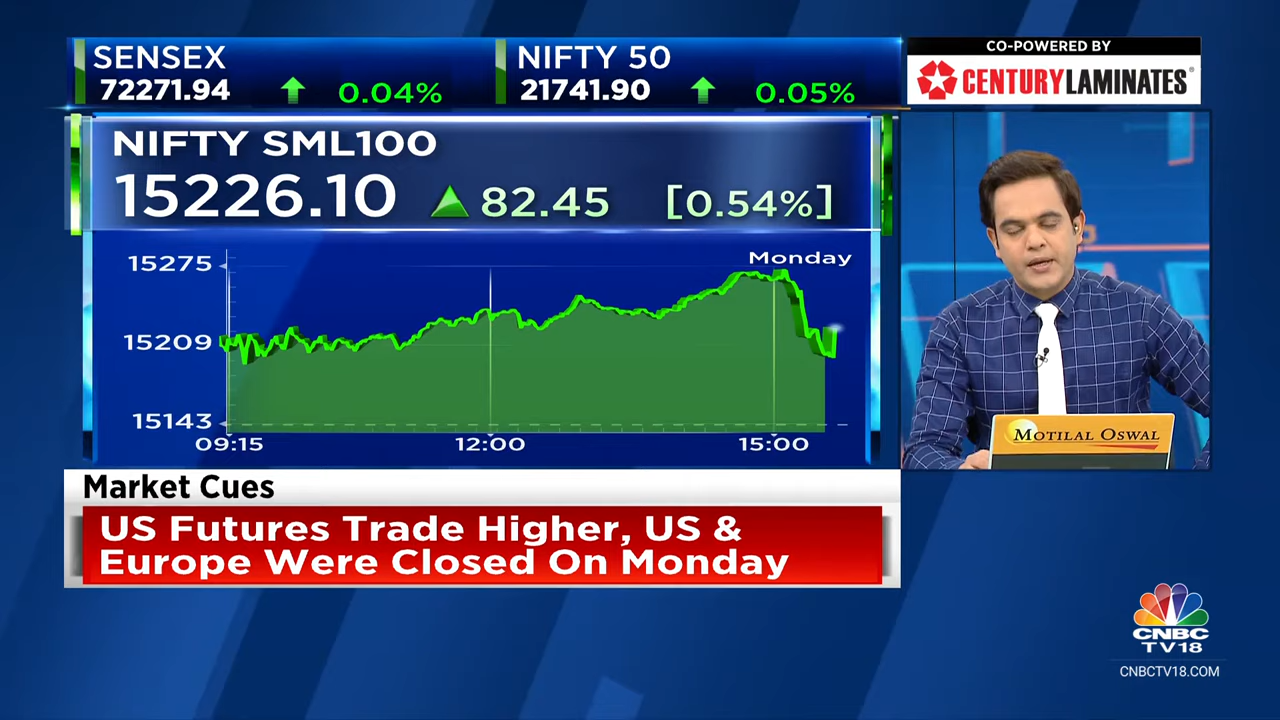 SENSEX
72271.94 0.04%
NIFTY 50
21741.90 0.05%
CO-POWERED BY
CENTURYLAMINATES®
NIFTY SML100
15226.10 82.45 [0.54%]
Monday
15275
15209
15143
09:15 12:00 15:00
MOTILAL OSWAL
Market Cues
US Futures Trade Higher, US &
Europe Were Closed On Monday
CNBC
TV18
CNBCTV18.COM